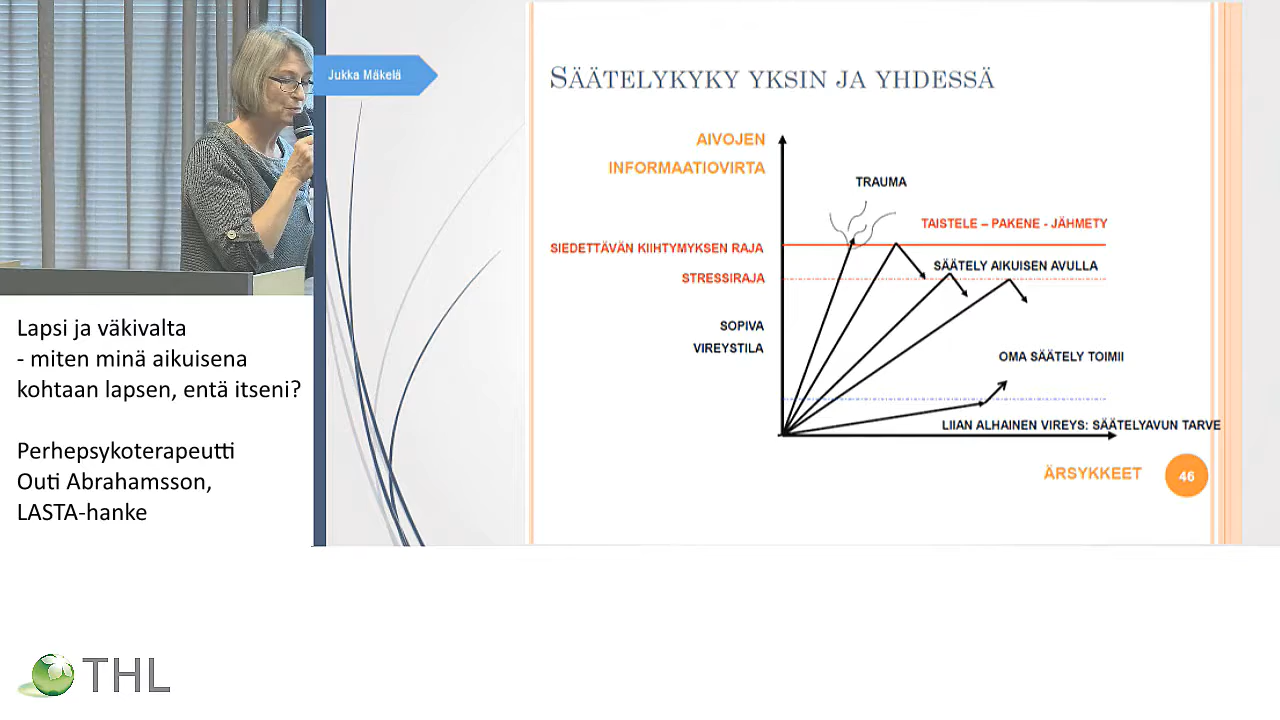 Jukka Mäkelä
SÄÄTELYKYKY YKSIN JA YHDESSÄ
AIVOJEN
INFORMAATIOVIRTA
TRAUMA
TAISTELE – PAKENE - JÄHMETY
SIEDETTÄVÄN KIIHTYMYKSEN RAJA
SÄÄTELY AIKUISEN AVULLA
STRESSIRAJA
SOPIVA
VIREYSTILA
OMA SÄÄTELY TOIMII
LIIAN ALHAINEN VIREYS: SÄÄTELYAVUN TARVE
ÄRSYKKEET
46
Lapsi ja väkivalta
- miten minä aikuisena
kohtaan lapsen, entä itseni?
Perhepsykoterapeutti
Outi Abrahamsson,
LASTA-hanke
THL